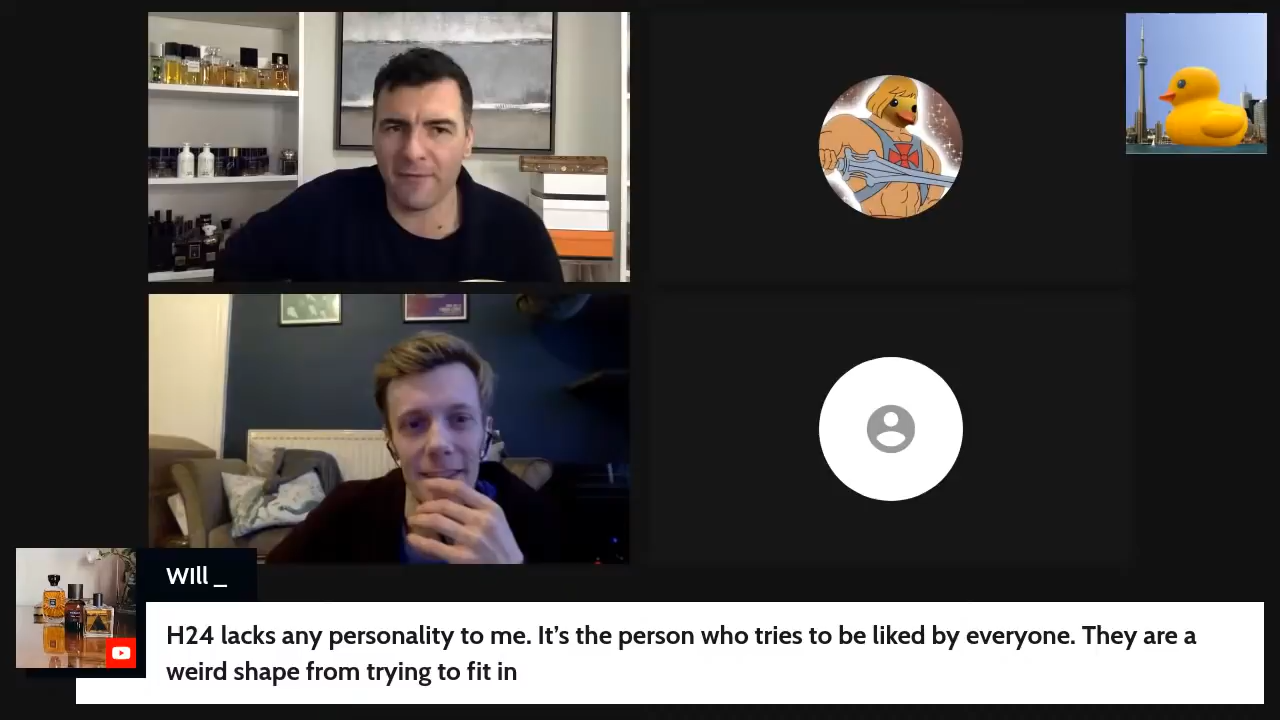 WIll _
H24 lacks any personality to me. It’s the person who tries to be liked by everyone. They are a
weird shape from trying to fit in